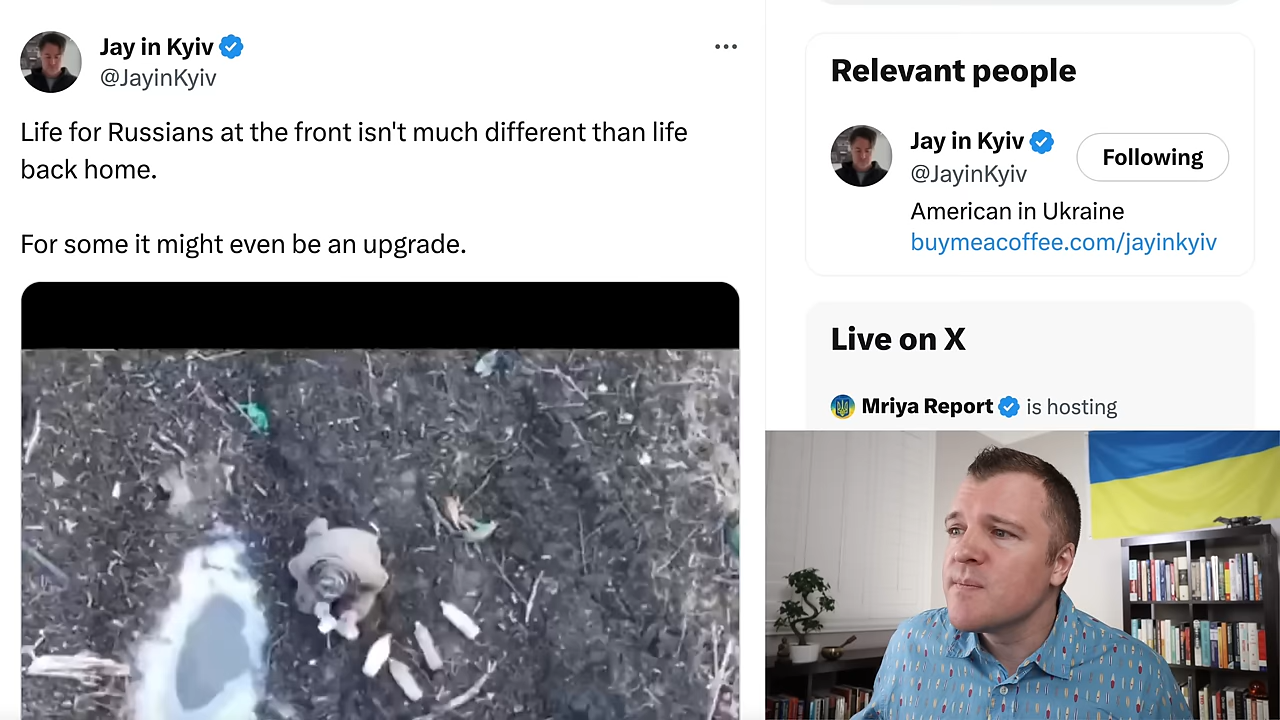 Jay in Kyiv
@JayinKyiv
Life for Russians at the front isn't much different than life
back home.
For some it might even be an upgrade.
Relevant people
Jay in Kyiv
@JayinKyiv
Following
American in Ukraine
buymeacoffee.com/jayinkyiv
Live on X
Mriya Report is hosting